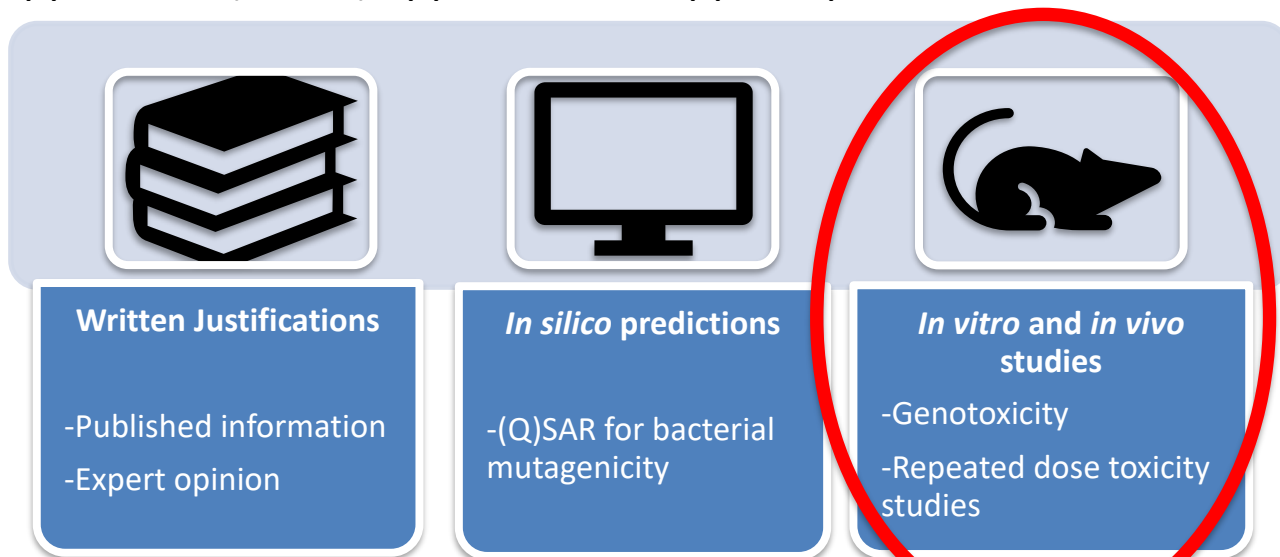 Written Justifications
-Published information
-Expert opinion
In silico predictions
-(Q)SAR for bacterial
mutagenicity
In vitro and in vivo
studies
-Genotoxicity
-Repeated dose toxicity
studies